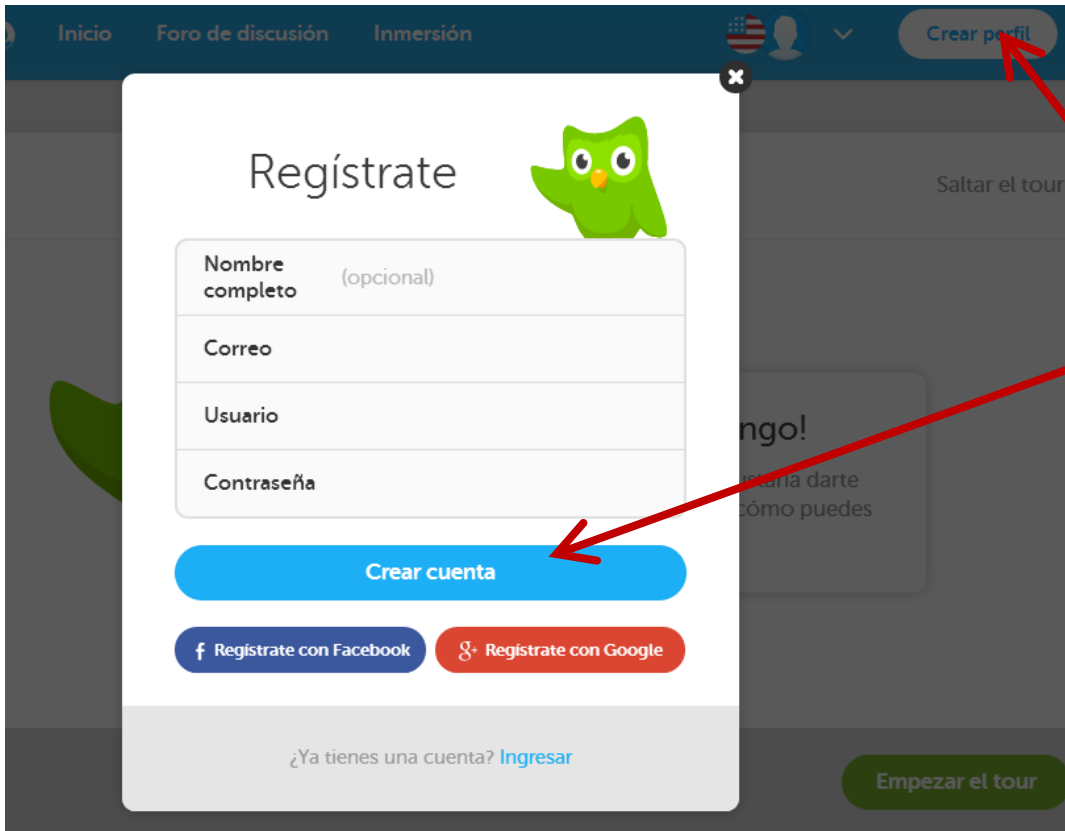 Inicio Foro de discusión Inmersión Crear perfil
Regístrate
Saltar el tour
Nombre completo (opcional)
Correo
Usuario
Contraseña
ngo!
ustaría darte
cómo puedes
Crear cuenta
f Regístrate con Facebook g+ Regístrate con Google
¿Ya tienes una cuenta? Ingresar
Empezar el tour